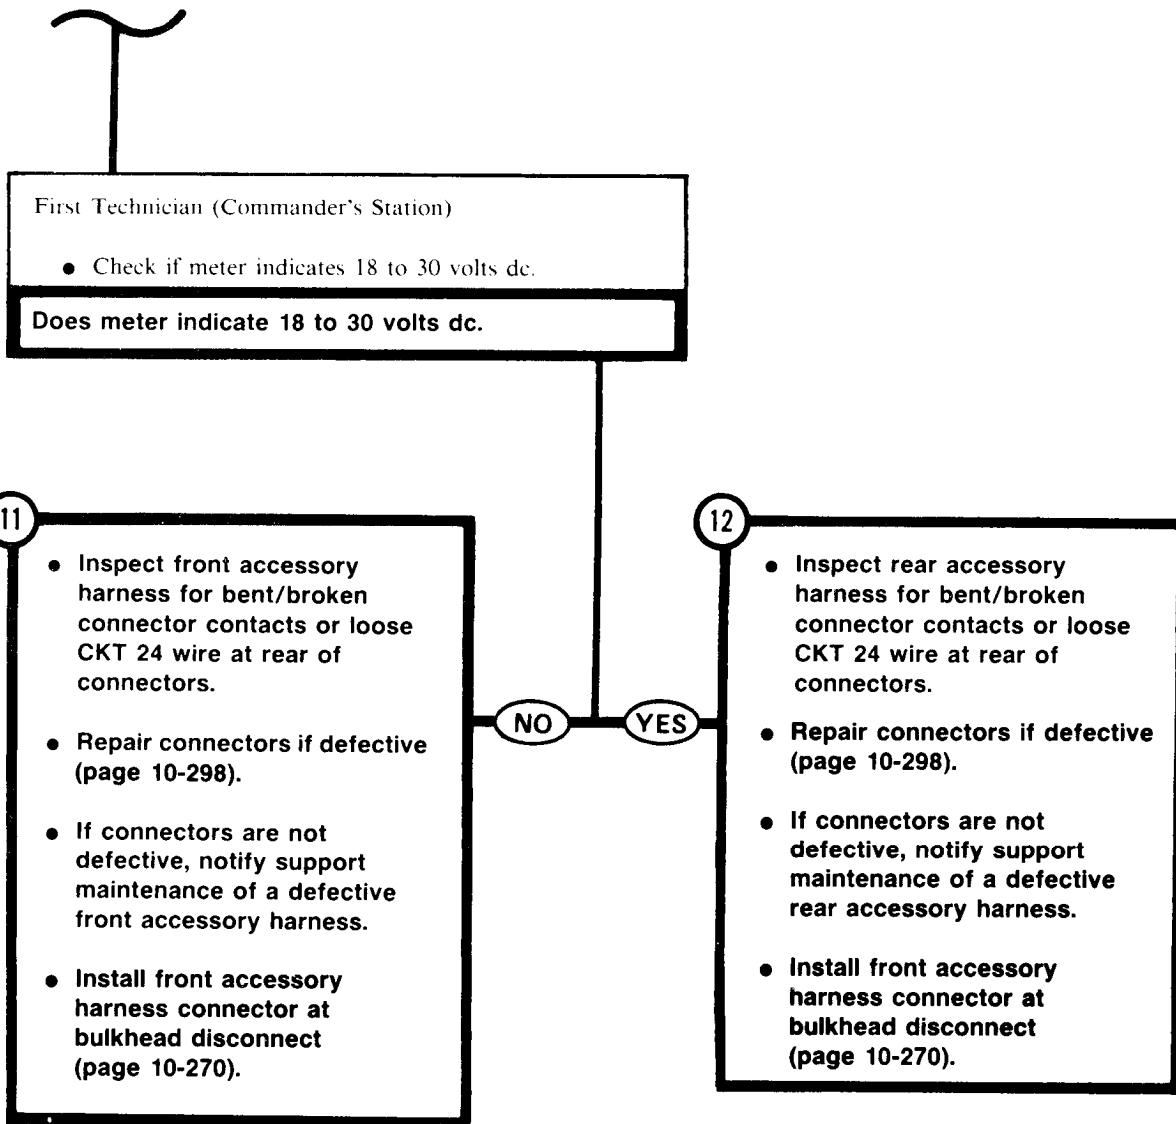 First Technician (Commander's Station)
● Check if meter indicates 18 to 30 volts dc.
Does meter indicate 18 to 30 volts dc.
11
● Inspect front accessory
harness for bent/broken
connector contacts or loose
CKT 24 wire at rear of
connectors.
● Repair connectors if defective
(page 10-298).
● If connectors are not
defective, notify support
maintenance of a defective
front accessory harness.
● Install front accessory
harness connector at
bulkhead disconnect
(page 10-270).
NO
YES
12
● Inspect rear accessory
harness for bent/broken
connector contacts or loose
CKT 24 wire at rear of
connectors.
● Repair connectors if defective
(page 10-298).
● If connectors are not
defective, notify support
maintenance of a defective
rear accessory harness.
● Install front accessory
harness connector at
bulkhead disconnect
(page 10-270).